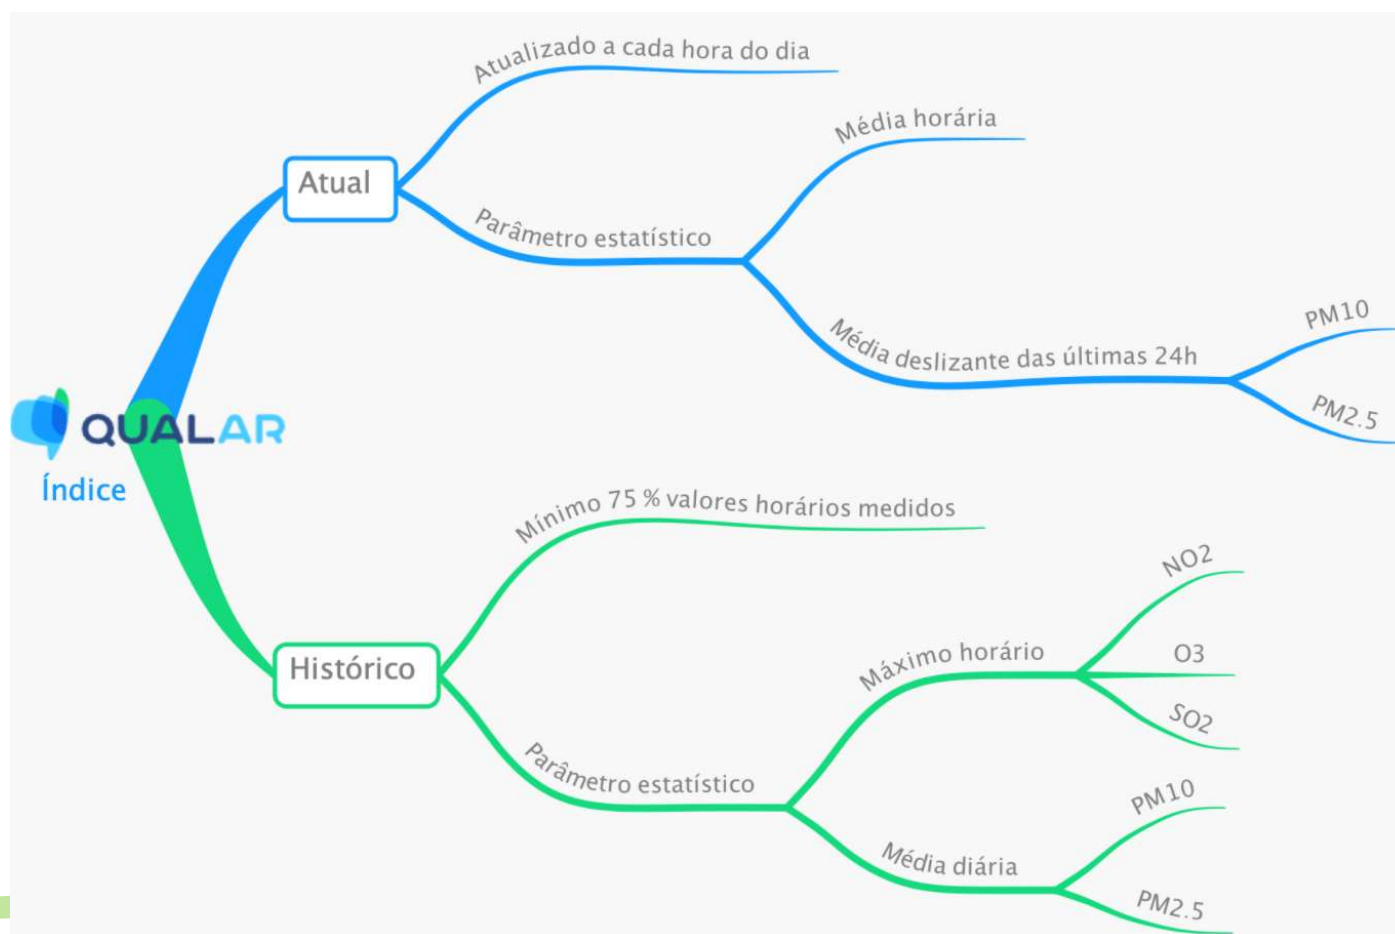 Atualizado a cada hora do dia
Média horária
Atual
Parâmetro estatístico
PM10
Média deslizante das últimas 24h
PM2.5
QUALAR
Índice
Mínimo 75 % valores horários medidos
NO2
Máximo horário
O3
Histórico
SO2
Parâmetro estatístico
PM10
Média diária
PM2.5